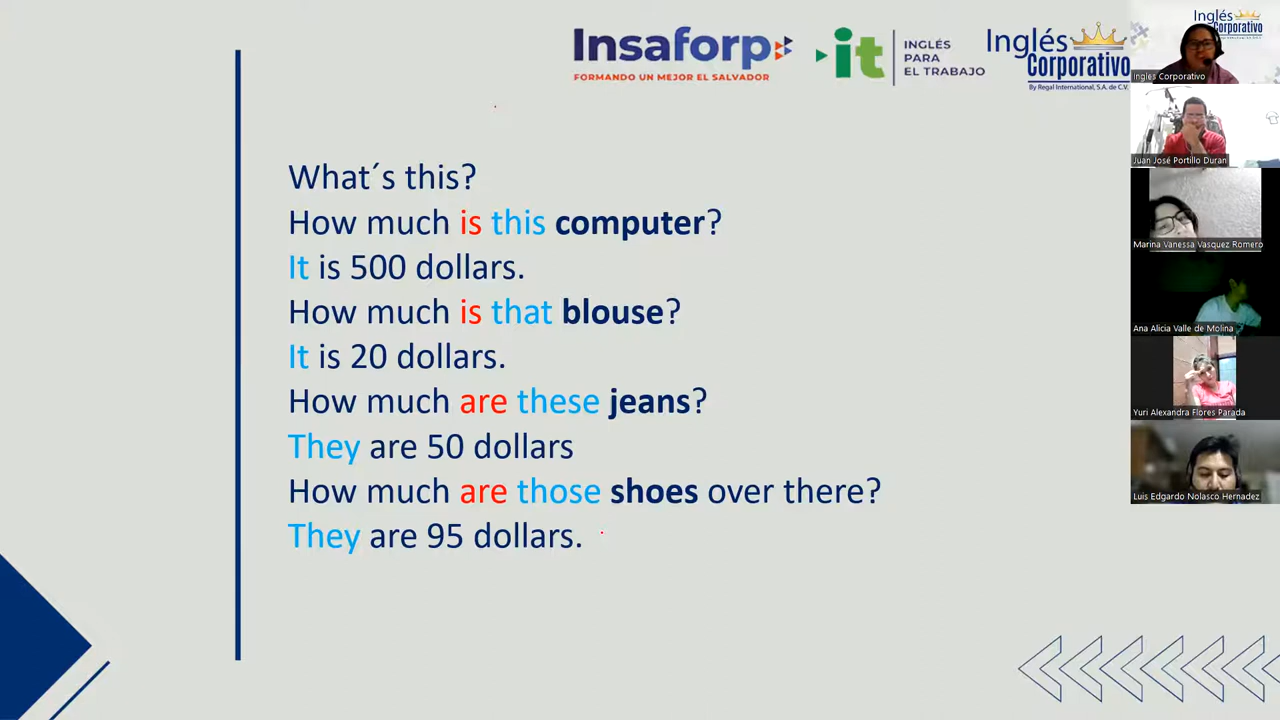 Insaforp
FORMANDO UN MEJOR EL SALVADOR
it
INGLÉS
PARA
EL TRABAJO
Inglés
Corporativo
By Regal International, S.A. de C.V.
What´s this?
How much is this computer?
It is 500 dollars.
How much is that blouse?
It is 20 dollars.
How much are these jeans?
They are 50 dollars
How much are those shoes over there?
They are 95 dollars.
Inglés
Corporativo
Ingles Corporativo
Juan José Portillo Duran
Marina Vanessa Vasquez Romero
Ana Alicia Valle de Molina
Yuri Alexandra Flores Parada
Luis Edgardo Nolasco Hernadez